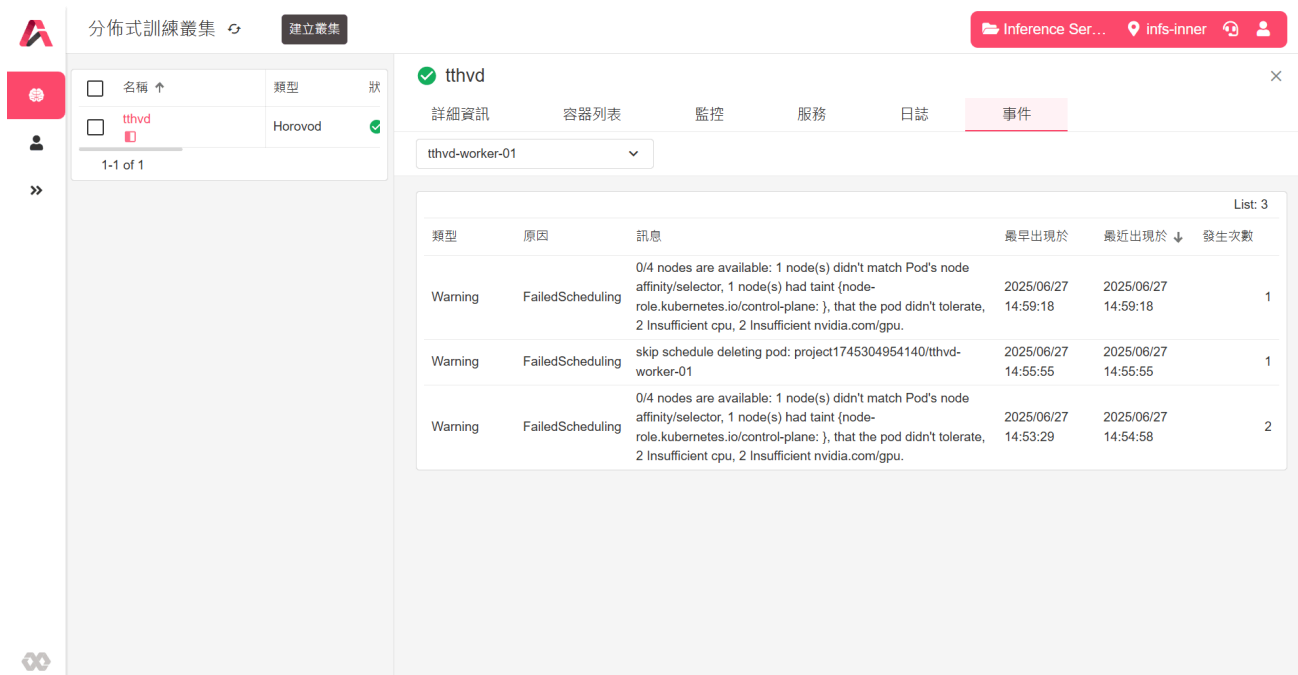 分佈式訓練叢集
建立叢集
Inference Ser...
infs-inner
名稱
類型
狀
tthvd
Horovod
1-1 of 1
tthvd
詳細資訊
容器列表
監控
服務
日誌
事件
tthvd-worker-01
List: 3
類型
原因
訊息
最早出現於
最近出現於
發生次數
Warning
FailedScheduling
0/4 nodes are available: 1 node(s) didn't match Pod's node
affinity/selector, 1 node(s) had taint {node-
role.kubernetes.io/control-plane: }, that the pod didn't tolerate,
2 Insufficient cpu, 2 Insufficient nvidia.com/gpu.
2025/06/27
14:59:18
2025/06/27
14:59:18
1
Warning
FailedScheduling
skip schedule deleting pod: project1745304954140/tthvd-
worker-01
2025/06/27
14:55:55
2025/06/27
14:55:55
1
Warning
FailedScheduling
0/4 nodes are available: 1 node(s) didn't match Pod's node
affinity/selector, 1 node(s) had taint {node-
role.kubernetes.io/control-plane: }, that the pod didn't tolerate,
2 Insufficient cpu, 2 Insufficient nvidia.com/gpu.
2025/06/27
14:53:29
2025/06/27
14:54:58
2